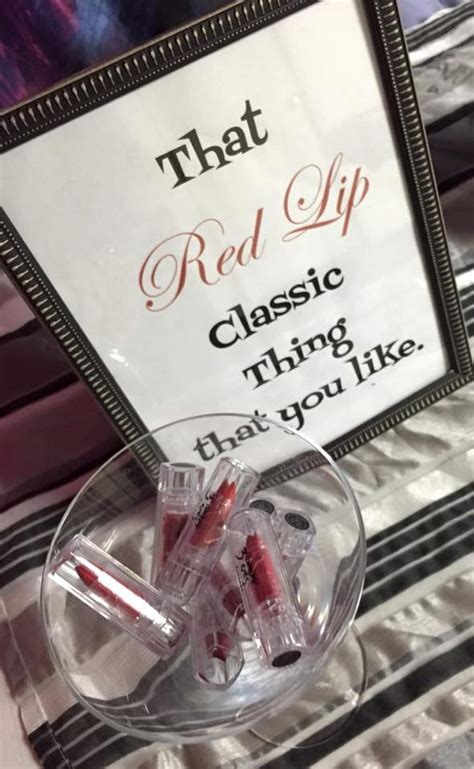 That
Red Lip
Classic
Thing
that you like.